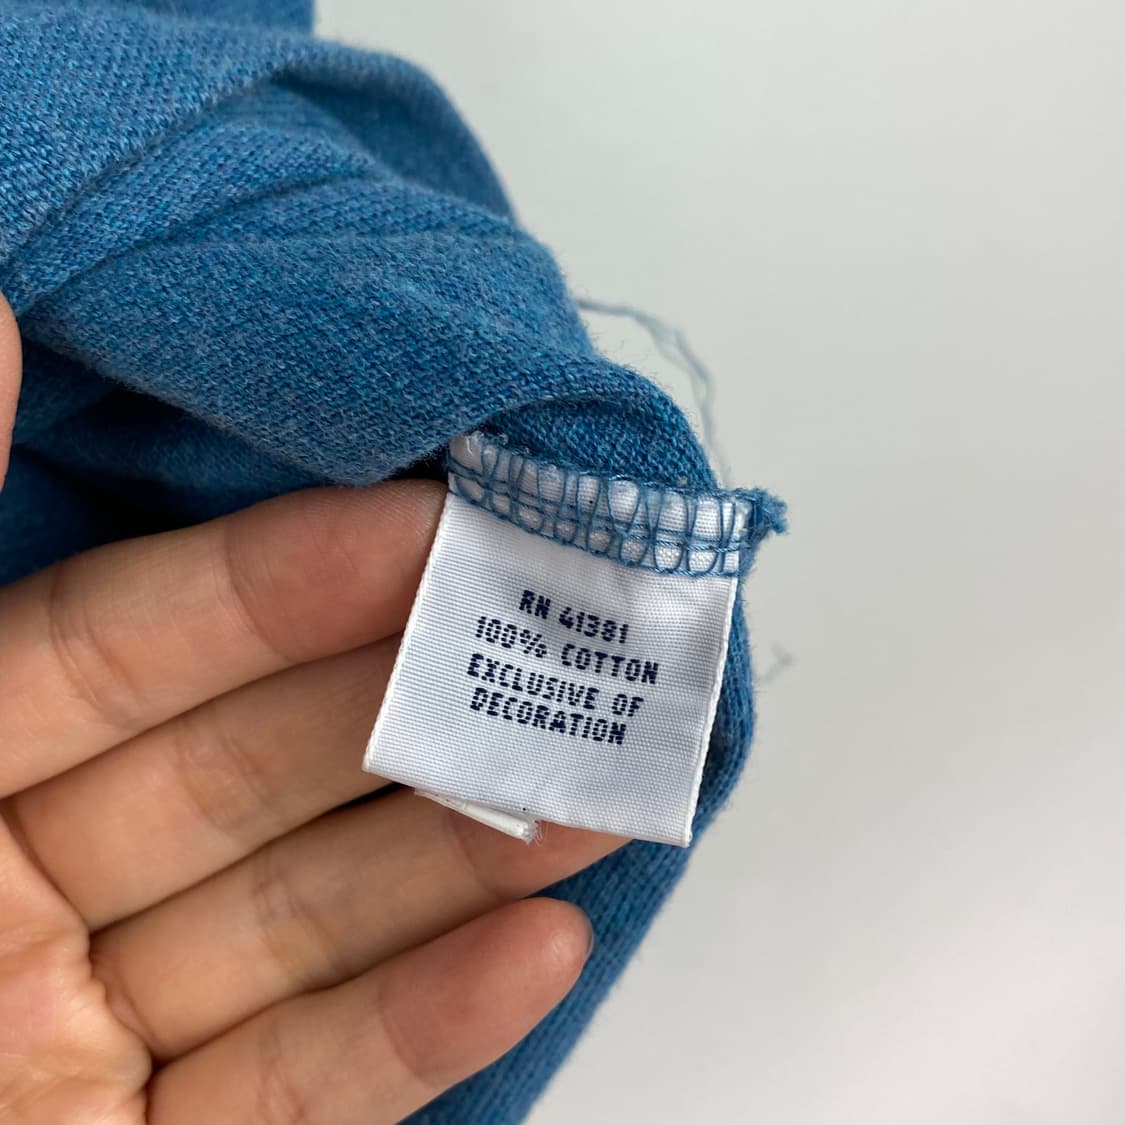 RN 41381
100% COTTON
EXCLUSIVE OF
DECORATION